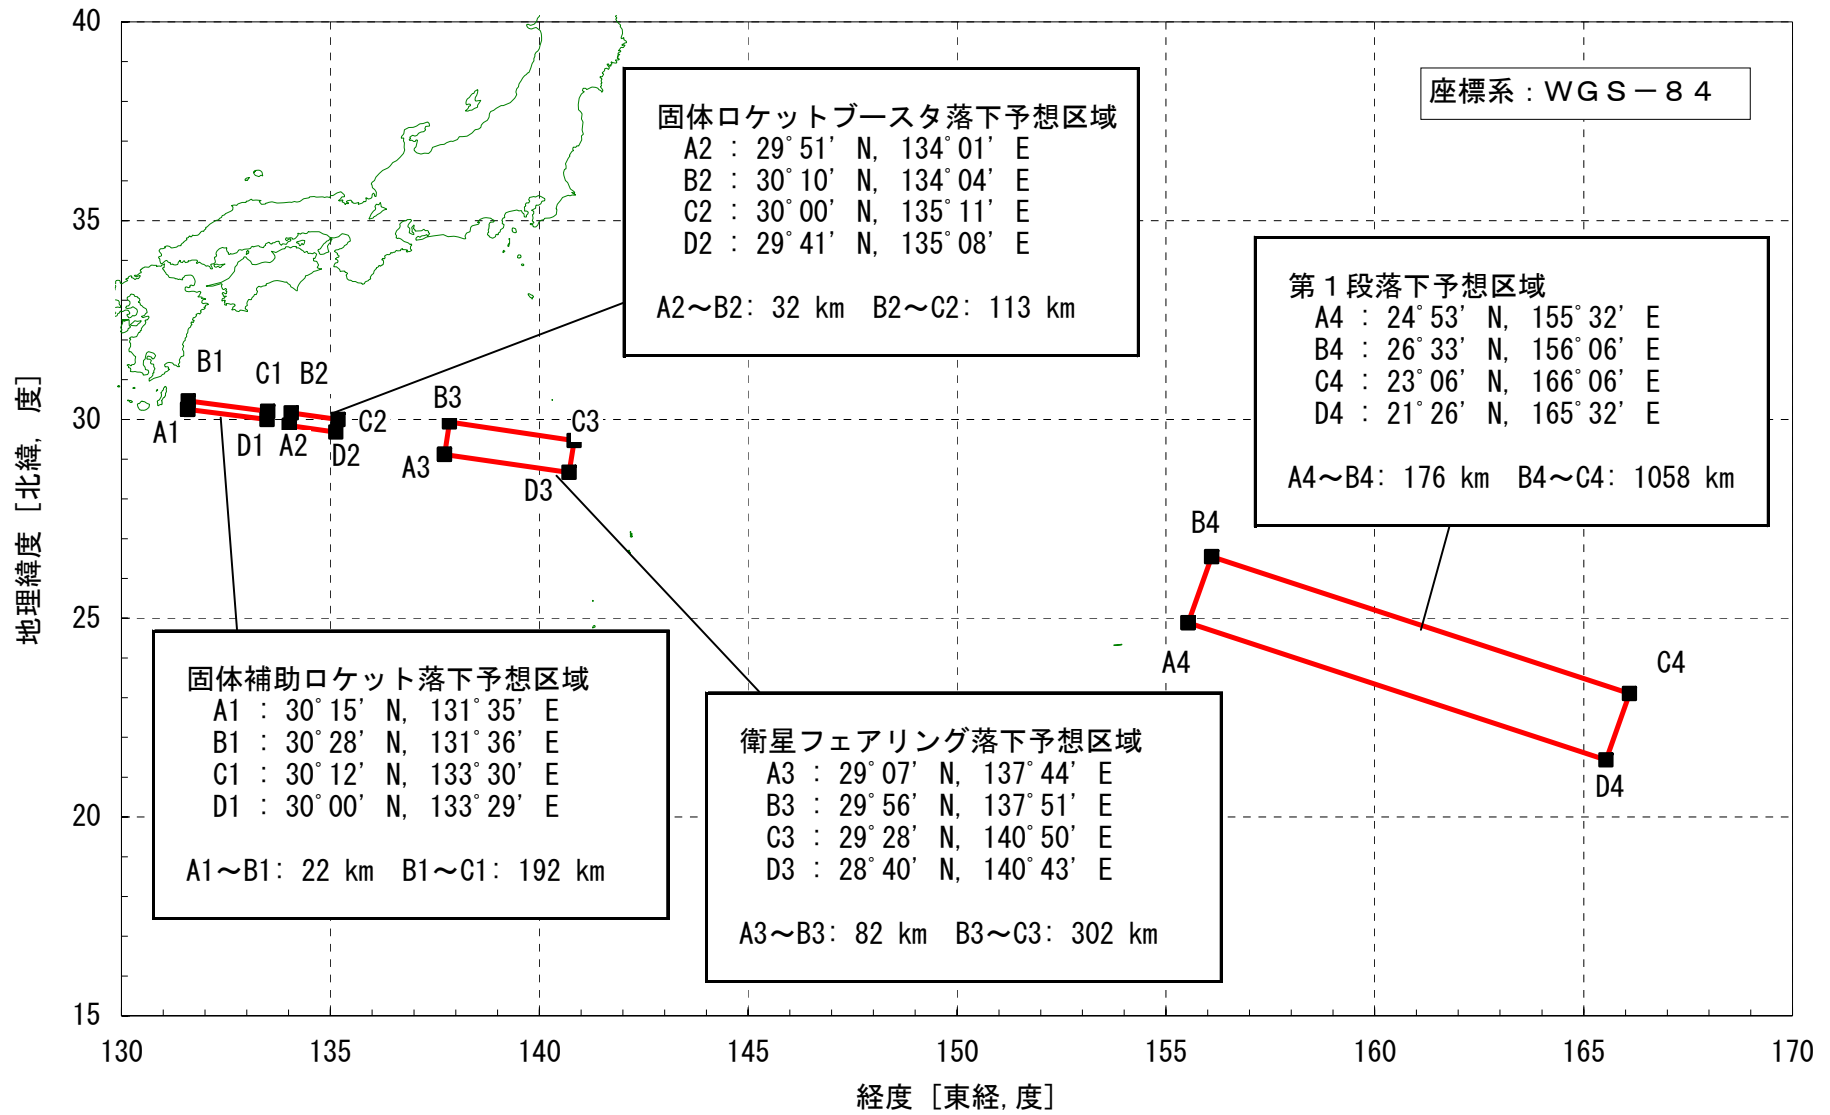 座標系：ＷＧＳ－８４
固体ロケットブースタ落下予想区域
A2 : 29°51' N, 134°01' E
B2 : 30°10' N, 134°04' E
C2 : 30°00' N, 135°11' E
D2 : 29°41' N, 135°08' E
A2～B2: 32 km B2～C2: 113 km
第１段落下予想区域
A4 : 24°53' N, 155°32' E
B4 : 26°33' N, 156°06' E
C4 : 23°06' N, 166°06' E
D4 : 21°26' N, 165°32' E
A4～B4: 176 km B4～C4: 1058 km
固体補助ロケット落下予想区域
A1 : 30°15' N, 131°35' E
B1 : 30°28' N, 131°36' E
C1 : 30°12' N, 133°30' E
D1 : 30°00' N, 133°29' E
A1～B1: 22 km B1～C1: 192 km
衛星フェアリング落下予想区域
A3 : 29°07' N, 137°44' E
B3 : 29°56' N, 137°51' E
C3 : 29°28' N, 140°50' E
D3 : 28°40' N, 140°43' E
A3～B3: 82 km B3～C3: 302 km
B1
C1
B2
A1
D1
A2
C2
D2
B3
C3
A3
D3
B4
A4
C4
D4
40
35
30
25
20
15
130
135
140
145
150
155
160
165
170
地理緯度 [北緯, 度]
経度 [東経, 度]